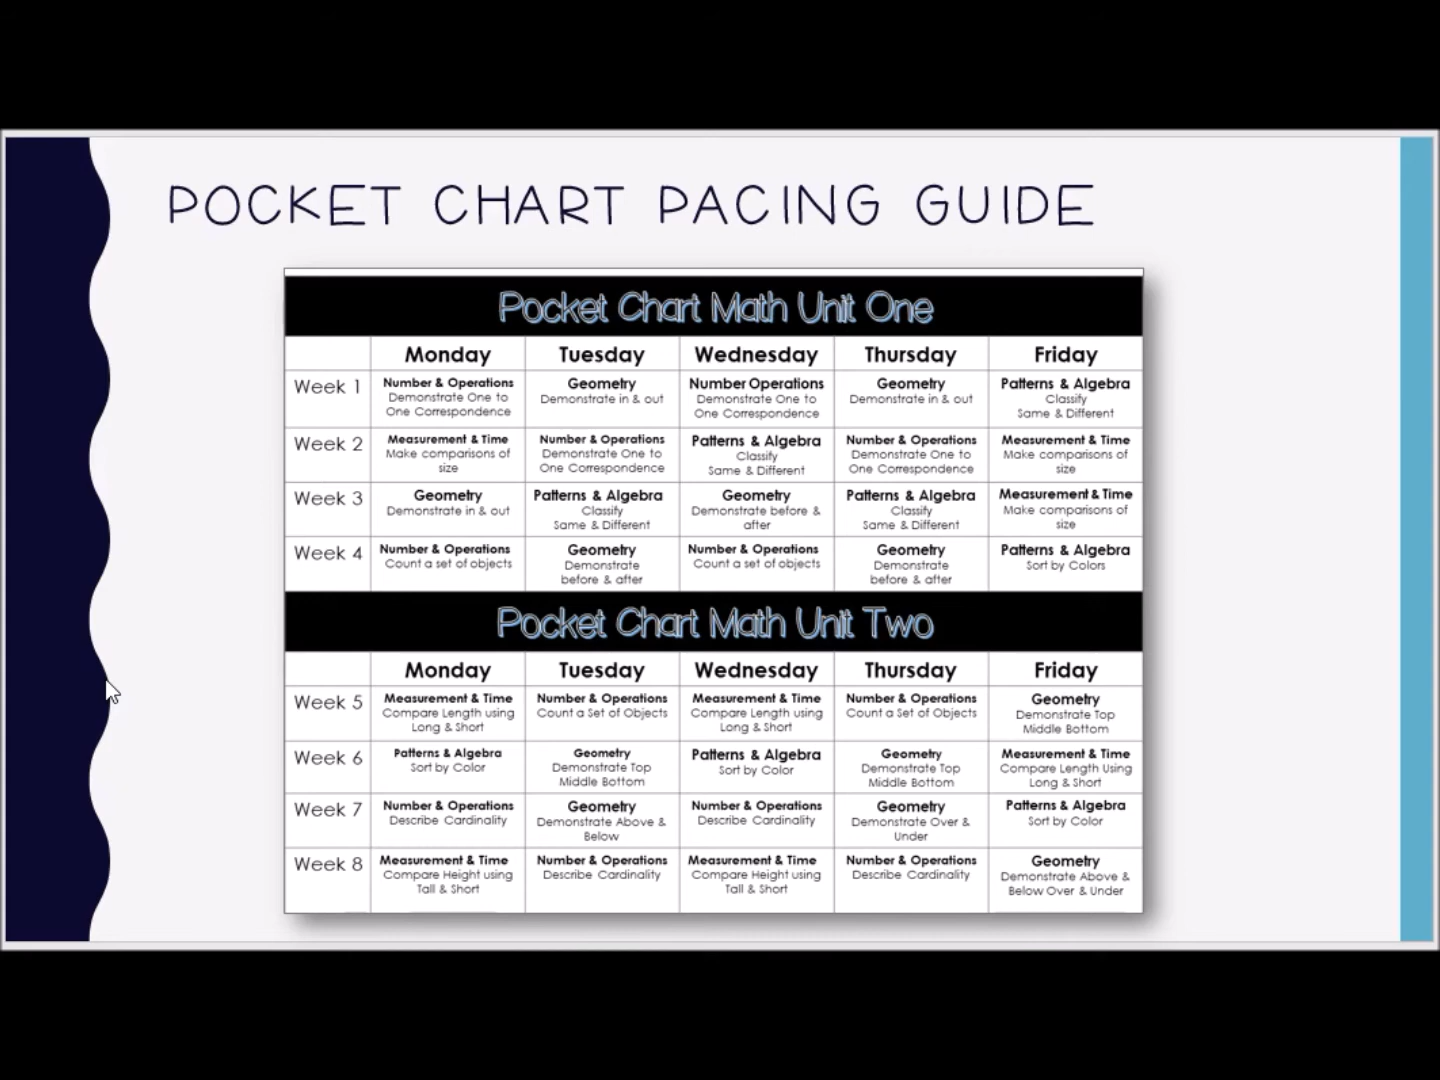 POCKET CHART PACING GUIDE
Pocket Chart Math Unit One
Monday Tuesday Wednesday Thursday Friday
Week 1
Number & Operations
Demonstrate One to
One Correspondence
Geometry
Demonstrate in & out
Number Operations
Demonstrate One to
One Correspondence
Geometry
Demonstrate in & out
Patterns & Algebra
Classify
Same & Different
Week 2
Measurement & Time
Make comparisons of
size
Number & Operations
Demonstrate One to
One Correspondence
Patterns & Algebra
Classify
Same & Different
Number & Operations
Demonstrate One to
One Correspondence
Measurement & Time
Make comparisons of
size
Week 3
Geometry
Demonstrate in & out
Patterns & Algebra
Classify
Same & Different
Geometry
Demonstrate before &
after
Patterns & Algebra
Classify
Same & Different
Measurement & Time
Make comparisons of
size
Week 4
Number & Operations
Count a set of objects
Geometry
Demonstrate
before & after
Number & Operations
Count a set of objects
Geometry
Demonstrate
before & after
Patterns & Algebra
Sort by Colors
Pocket Chart Math Unit Two
Monday Tuesday Wednesday Thursday Friday
Week 5
Measurement & Time
Compare Length using
Long & Short
Number & Operations
Count a Set of Objects
Measurement & Time
Compare Length using
Long & Short
Number & Operations
Count a Set of Objects
Geometry
Demonstrate Top
Middle Bottom
Week 6
Patterns & Algebra
Sort by Color
Geometry
Demonstrate Top
Middle Bottom
Patterns & Algebra
Sort by Color
Geometry
Demonstrate Top
Middle Bottom
Measurement & Time
Compare Length Using
Long & Short
Week 7
Number & Operations
Describe Cardinality
Geometry
Demonstrate Above &
Below
Number & Operations
Describe Cardinality
Geometry
Demonstrate Over &
Under
Patterns & Algebra
Sort by Color
Week 8
Measurement & Time
Compare Height using
Tall & Short
Number & Operations
Describe Cardinality
Measurement & Time
Compare Height using
Tall & Short
Number & Operations
Describe Cardinality
Geometry
Demonstrate Above &
Below Over & Under